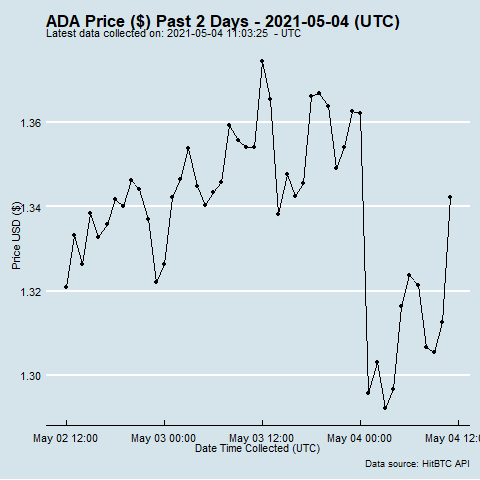 ADA Price ($) Past 2 Days - 2021-05-04 (UTC)
Latest data collected on: 2021-05-04 11:03:25 - UTC
Price USD ($)
1.36
1.34
1.32
1.30
May 02 12:00 May 03 00:00 May 03 12:00 May 04 00:00 May 04 12:0
Date Time Collected (UTC)
Data source: HitBTC API